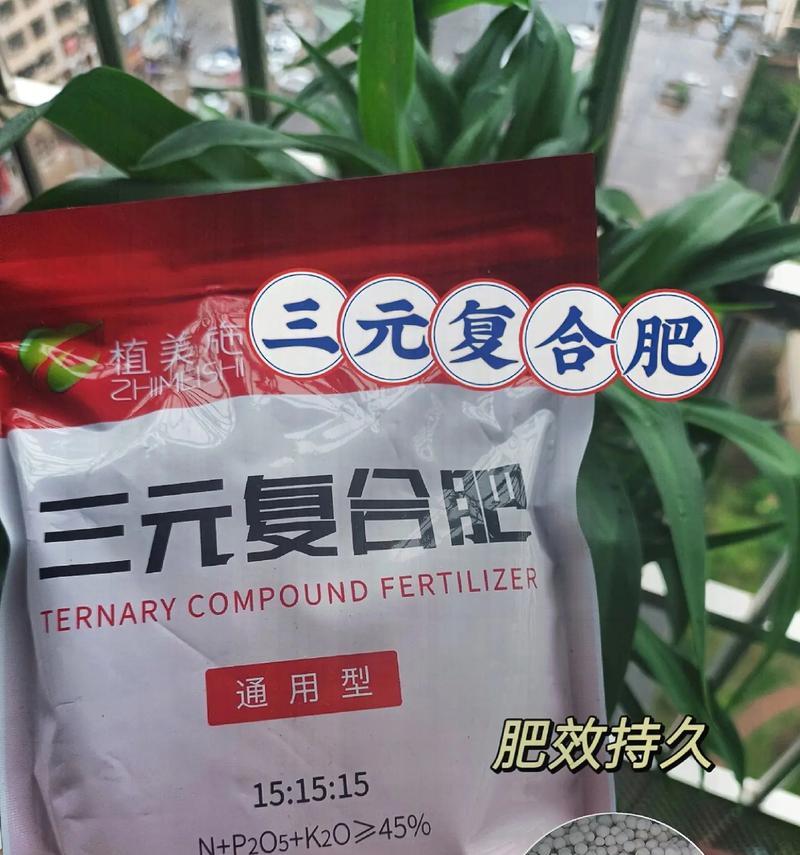 三元复合肥
植美施
ZHIMEISHI
三元复合肥
TERNARY COMPOUND FERTILIZER
通用型
肥效持久
15:15:15
N+P2O5+K2O⩾45%